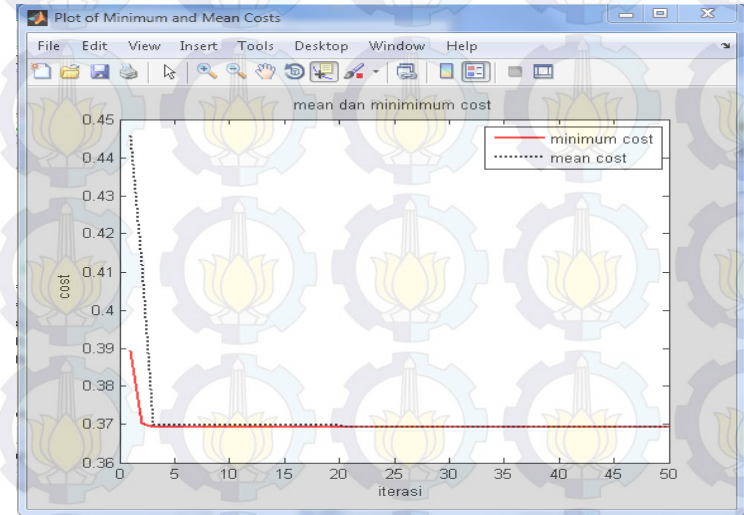 Plot of Minimum and Mean Costs
File Edit View Insert Tools Desktop Window Help
mean dan minimimum cost
minimum cost
mean cost
cost
0.45
0.44
0.43
0.42
0.41
0.4
0.39
0.38
0.37
0.36
0 5 10 15 20 25 30 35 40 45 50
iterasi